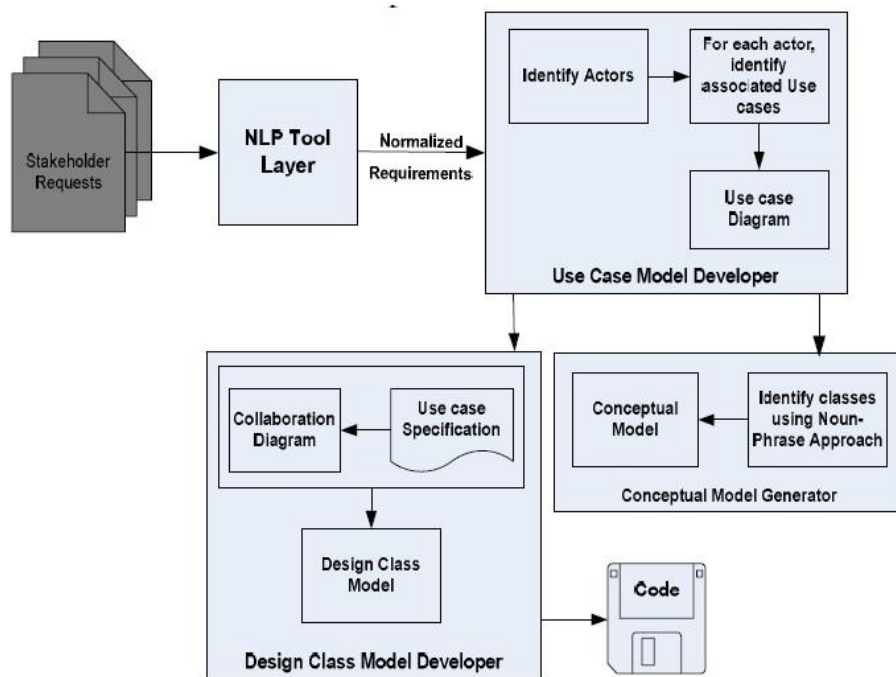 Stakeholder
Requests
NLP Tool
Layer
Normalized
Requirements
Identify Actors
For each actor,
identify
associated Use
cases
Use case
Diagram
Use Case Model Developer
Collaboration
Diagram
Use case
Specification
Design Class
Model
Design Class Model Developer
Conceptual
Model
Identify classes
using Noun-
Phrase Approach
Conceptual Model Generator
Code